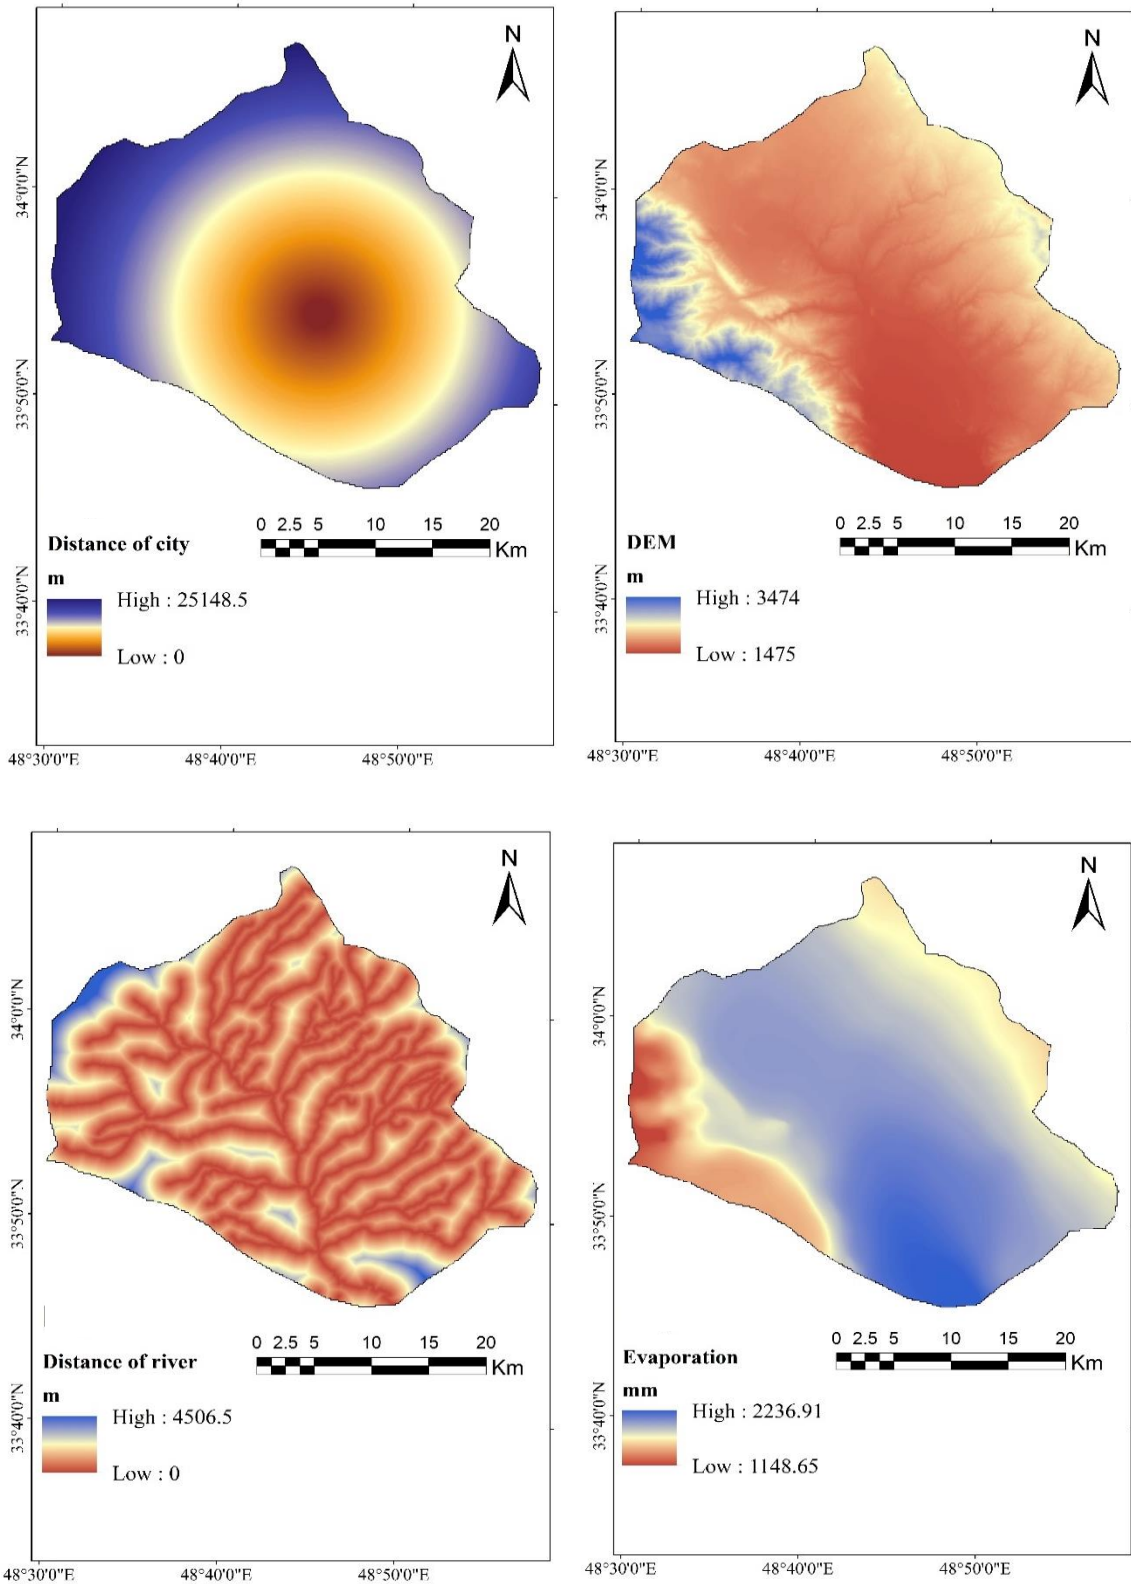 N
34°0'0"N
33°50'0"N
33°40'0"N
0 2.5 5 10 15 20
Km
Distance of city
m
High : 25148.5
Low : 0
48°30'0"E 48°40'0"E 48°50'0"E
N
34°0'0"N
33°50'0"N
33°40'0"N
0 2.5 5 10 15 20
Km
DEM
m
High : 3474
Low : 1475
48°30'0"E 48°40'0"E 48°50'0"E
N
34°0'0"N
33°50'0"N
33°40'0"N
0 2.5 5 10 15 20
Km
Distance of river
m
High : 4506.5
Low : 0
48°30'0"E 48°40'0"E 48°50'0"E
N
34°0'0"N
33°50'0"N
33°40'0"N
0 2.5 5 10 15 20
Km
Evaporation
mm
High : 2236.91
Low : 1148.65
48°30'0"E 48°40'0"E 48°50'0"E